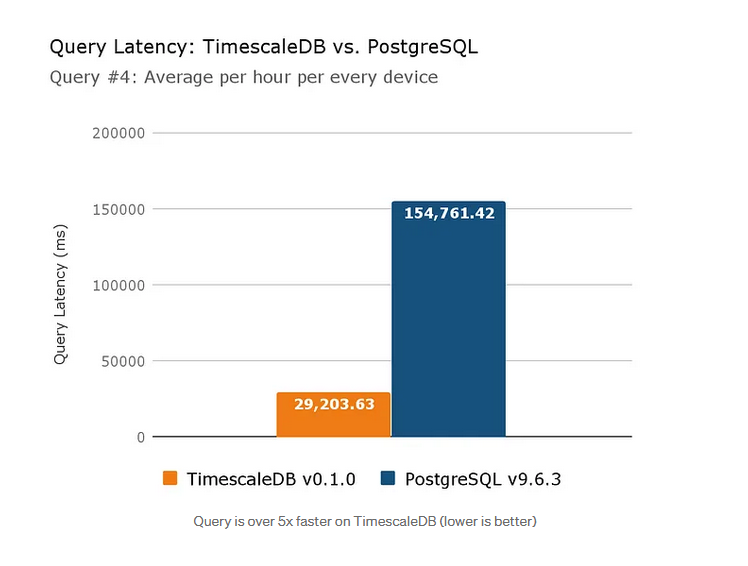 Query Latency: TimescaleDB vs. PostgreSQL
Query #4: Average per hour per every device
200000
150000
100000
50000
0
Query Latency (ms)
154,761.42
29,203.63
TimescaleDB v0.1.0
PostgreSQL v9.6.3
Query is over 5x faster on TimescaleDB (lower is better)